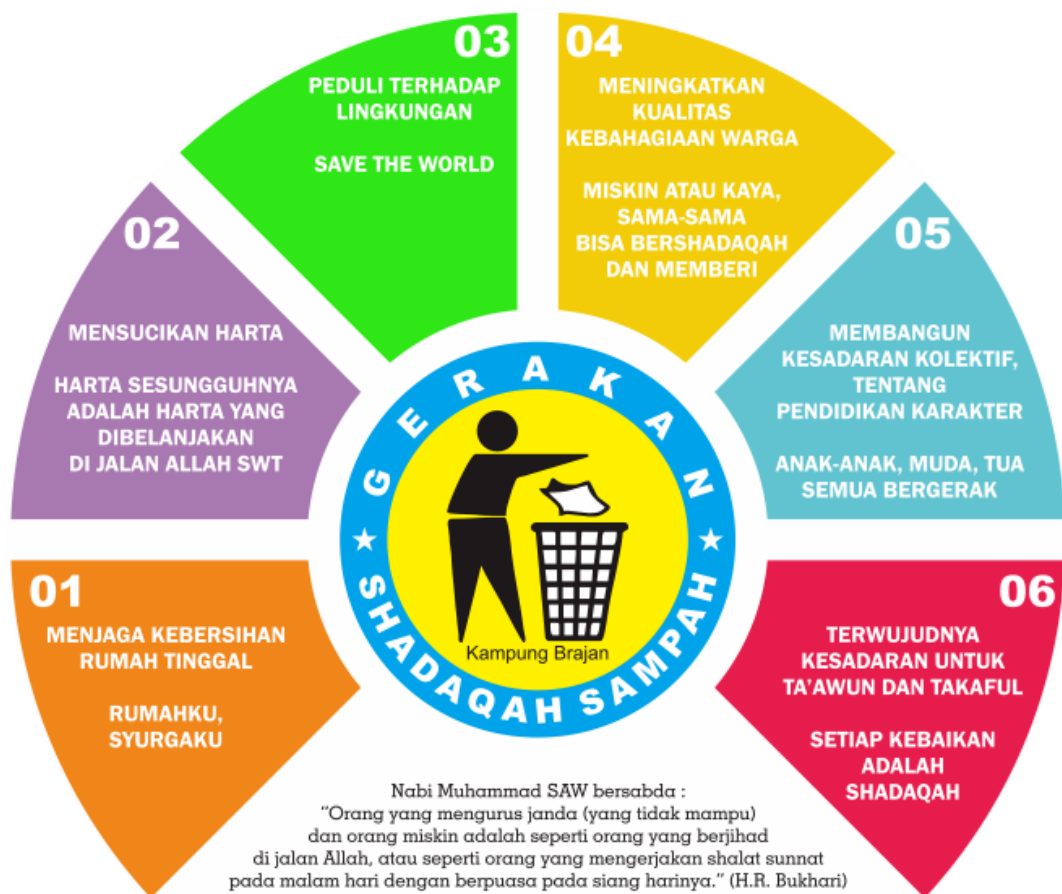 01
MENJAGA KEBERSIHAN
RUMAH TINGGAL
RUMAHKU,
SYURGAKU
02
MENSUCIKAN HARTA
HARTA SESUNGGUHNYA
ADALAH HARTA YANG
DIBELANJAKAN
DI JALAN ALLAH SWT
03
PEDULI TERHADAP
LINGKUNGAN
SAVE THE WORLD
04
MENINGKATKAN
KUALITAS
KEBAHAGIAAN WARGA
MISKIN ATAU KAYA,
SAMA-SAMA
BISA BERSHADAQAH
DAN MEMBERI
05
MEMBANGUN
KESADARAN KOLEKTIF,
TENTANG
PENDIDIKAN KARAKTER
ANAK-ANAK, MUDA, TUA
SEMUA BERGERAK
06
TERWUJUDNYA
KESADARAN UNTUK
TA'AWUN DAN TAKAFUL
SETIAP KEBAIKAN
ADALAH
SHADAQAH
GERAKAN
SHADAQAH SAMPAH
Kampung Brajan
Nabi Muhammad SAW bersabda :
"Orang yang mengurus janda (yang tidak mampu)
dan orang miskin adalah seperti orang yang berjihad
di jalan Allah, atau seperti orang yang mengerjakan shalat sunnat
pada malam hari dengan berpuasa pada siang harinya." (H.R. Bukhari)